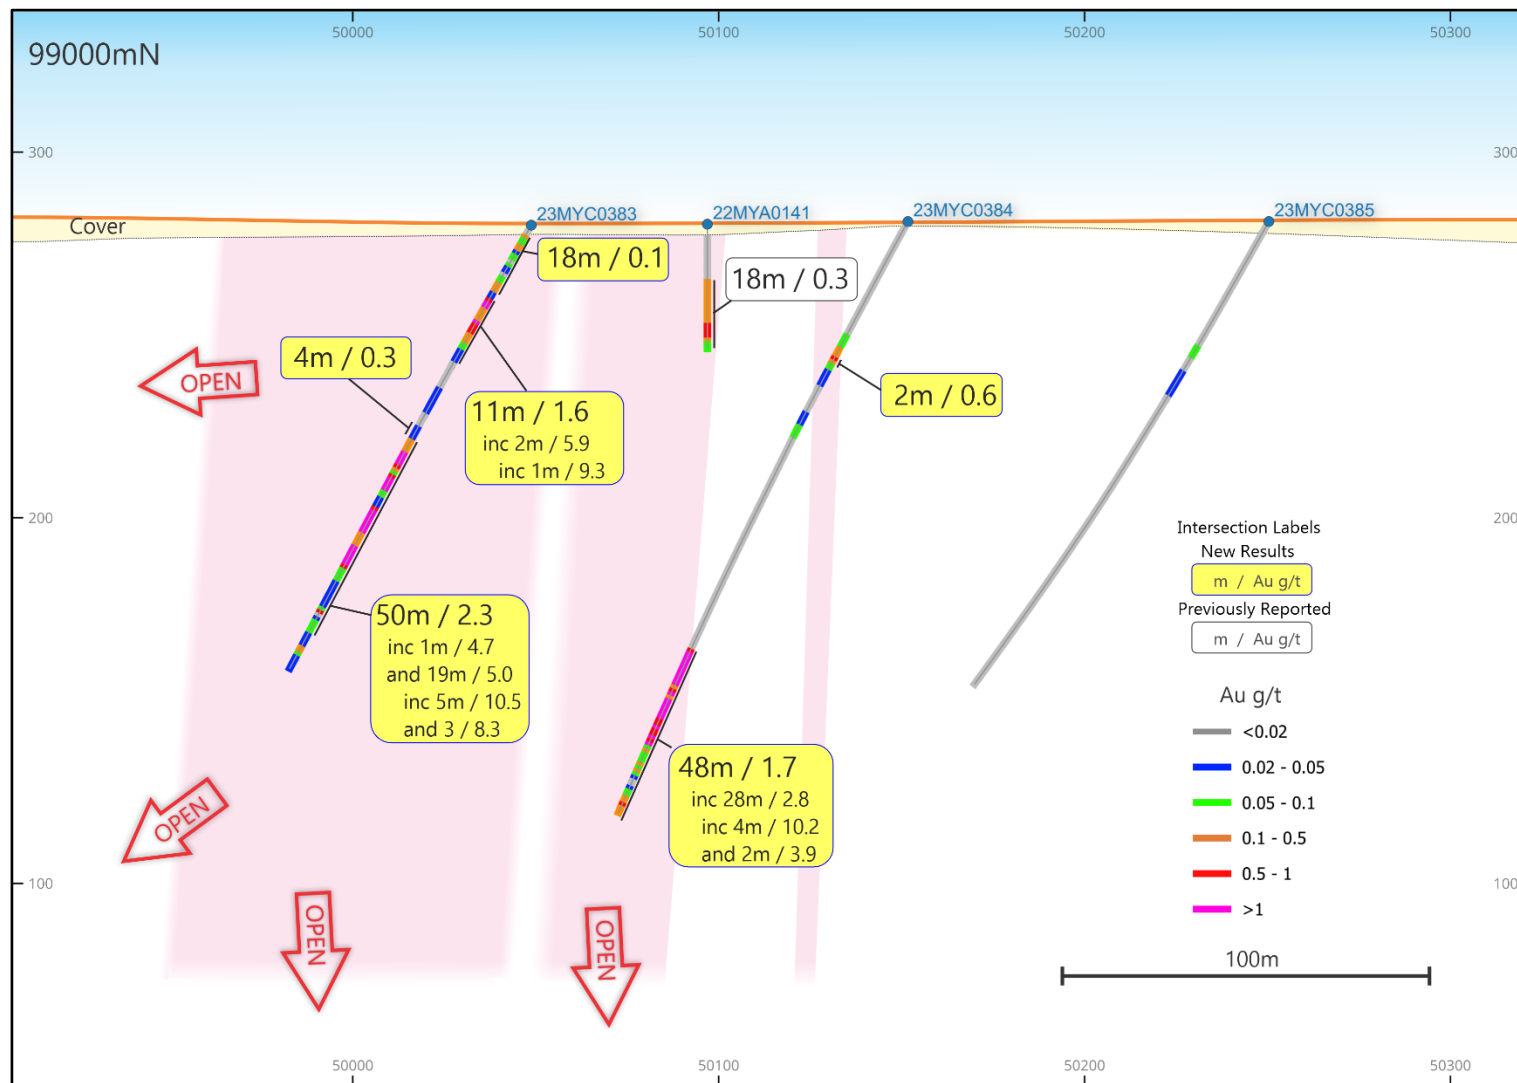 50000
50100
50200
50300
99000mN
300
300
Cover
23MYC0383
22MYA0141
23MYC0384
23MYC0385
18m / 0.1
18m / 0.3
4m / 0.3
OPEN
11m / 1.6
inc 2m / 5.9
inc 1m / 9.3
2m / 0.6
200
200
Intersection Labels
New Results
m / Au g/t
Previously Reported
m / Au g/t
50m / 2.3
inc 1m / 4.7
and 19m / 5.0
inc 5m / 10.5
and 3 / 8.3
48m / 1.7
inc 28m / 2.8
inc 4m / 10.2
and 2m / 3.9
Au g/t
<0.02
0.02 - 0.05
0.05 - 0.1
0.1 - 0.5
0.5 - 1
>1
OPEN
100
100
OPEN
OPEN
100m
50000
50100
50200
50300